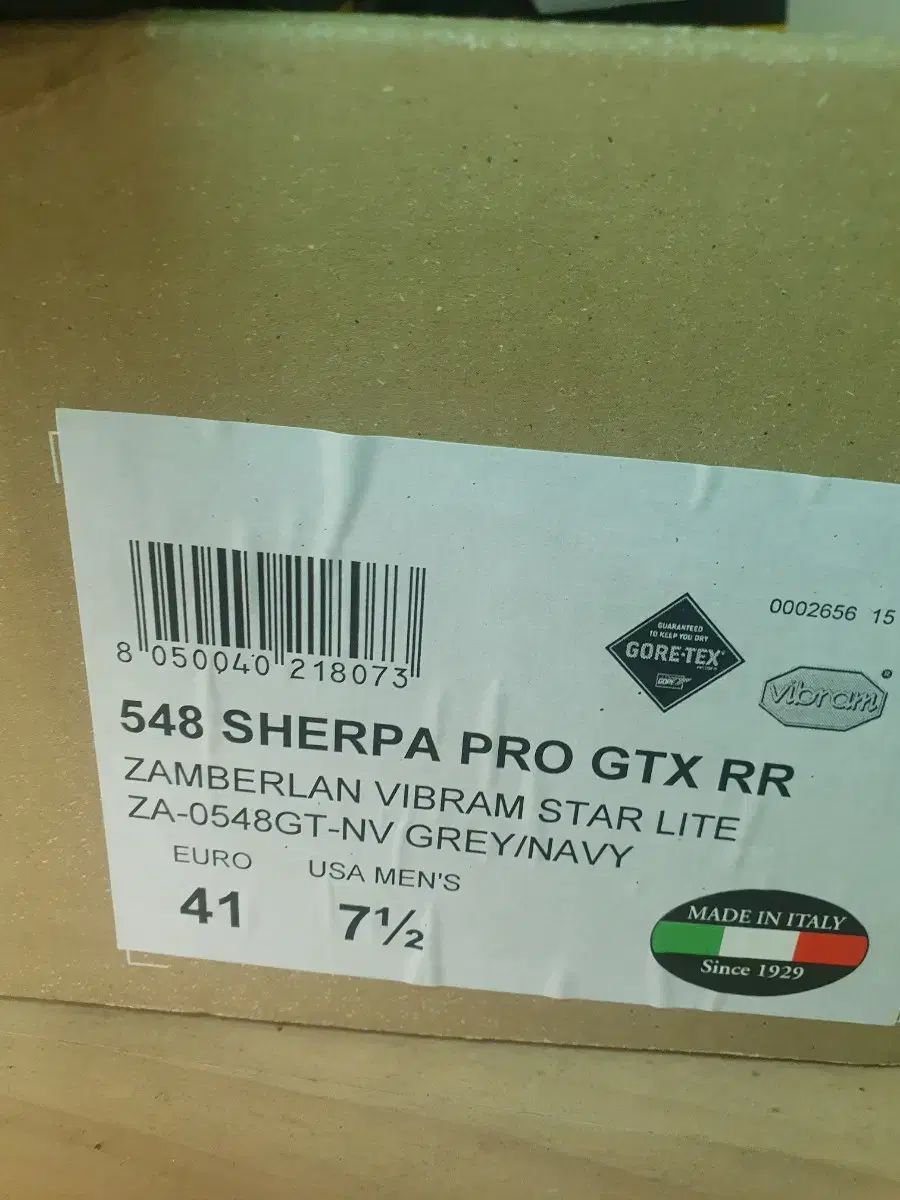 8 050040 218073
GUARANTEED
TO KEEP YOU DRY
GORE-TEX
0002656 15
vibram®
548 SHERPA PRO GTX RR
ZAMBERLAN VIBRAM STAR LITE
ZA-0548GT-NV GREY/NAVY
EURO USA MEN'S
41 7½
MADE IN ITALY
Since 1929